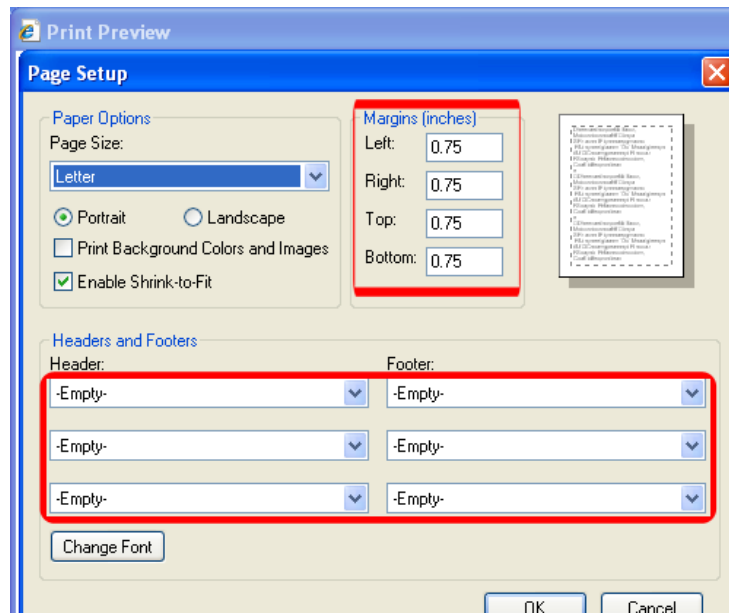 Print Preview
Page Setup
Paper Options
Page Size:
Letter
Portrait
Landscape
Print Background Colors and Images
Enable Shrink-to-Fit
Margins (inches)
Left: 0.75
Right: 0.75
Top: 0.75
Bottom: 0.75
Headers and Footers
Header: Footer:
-Empty- -Empty-
-Empty- -Empty-
-Empty- -Empty-
Change Font
OK Cancel